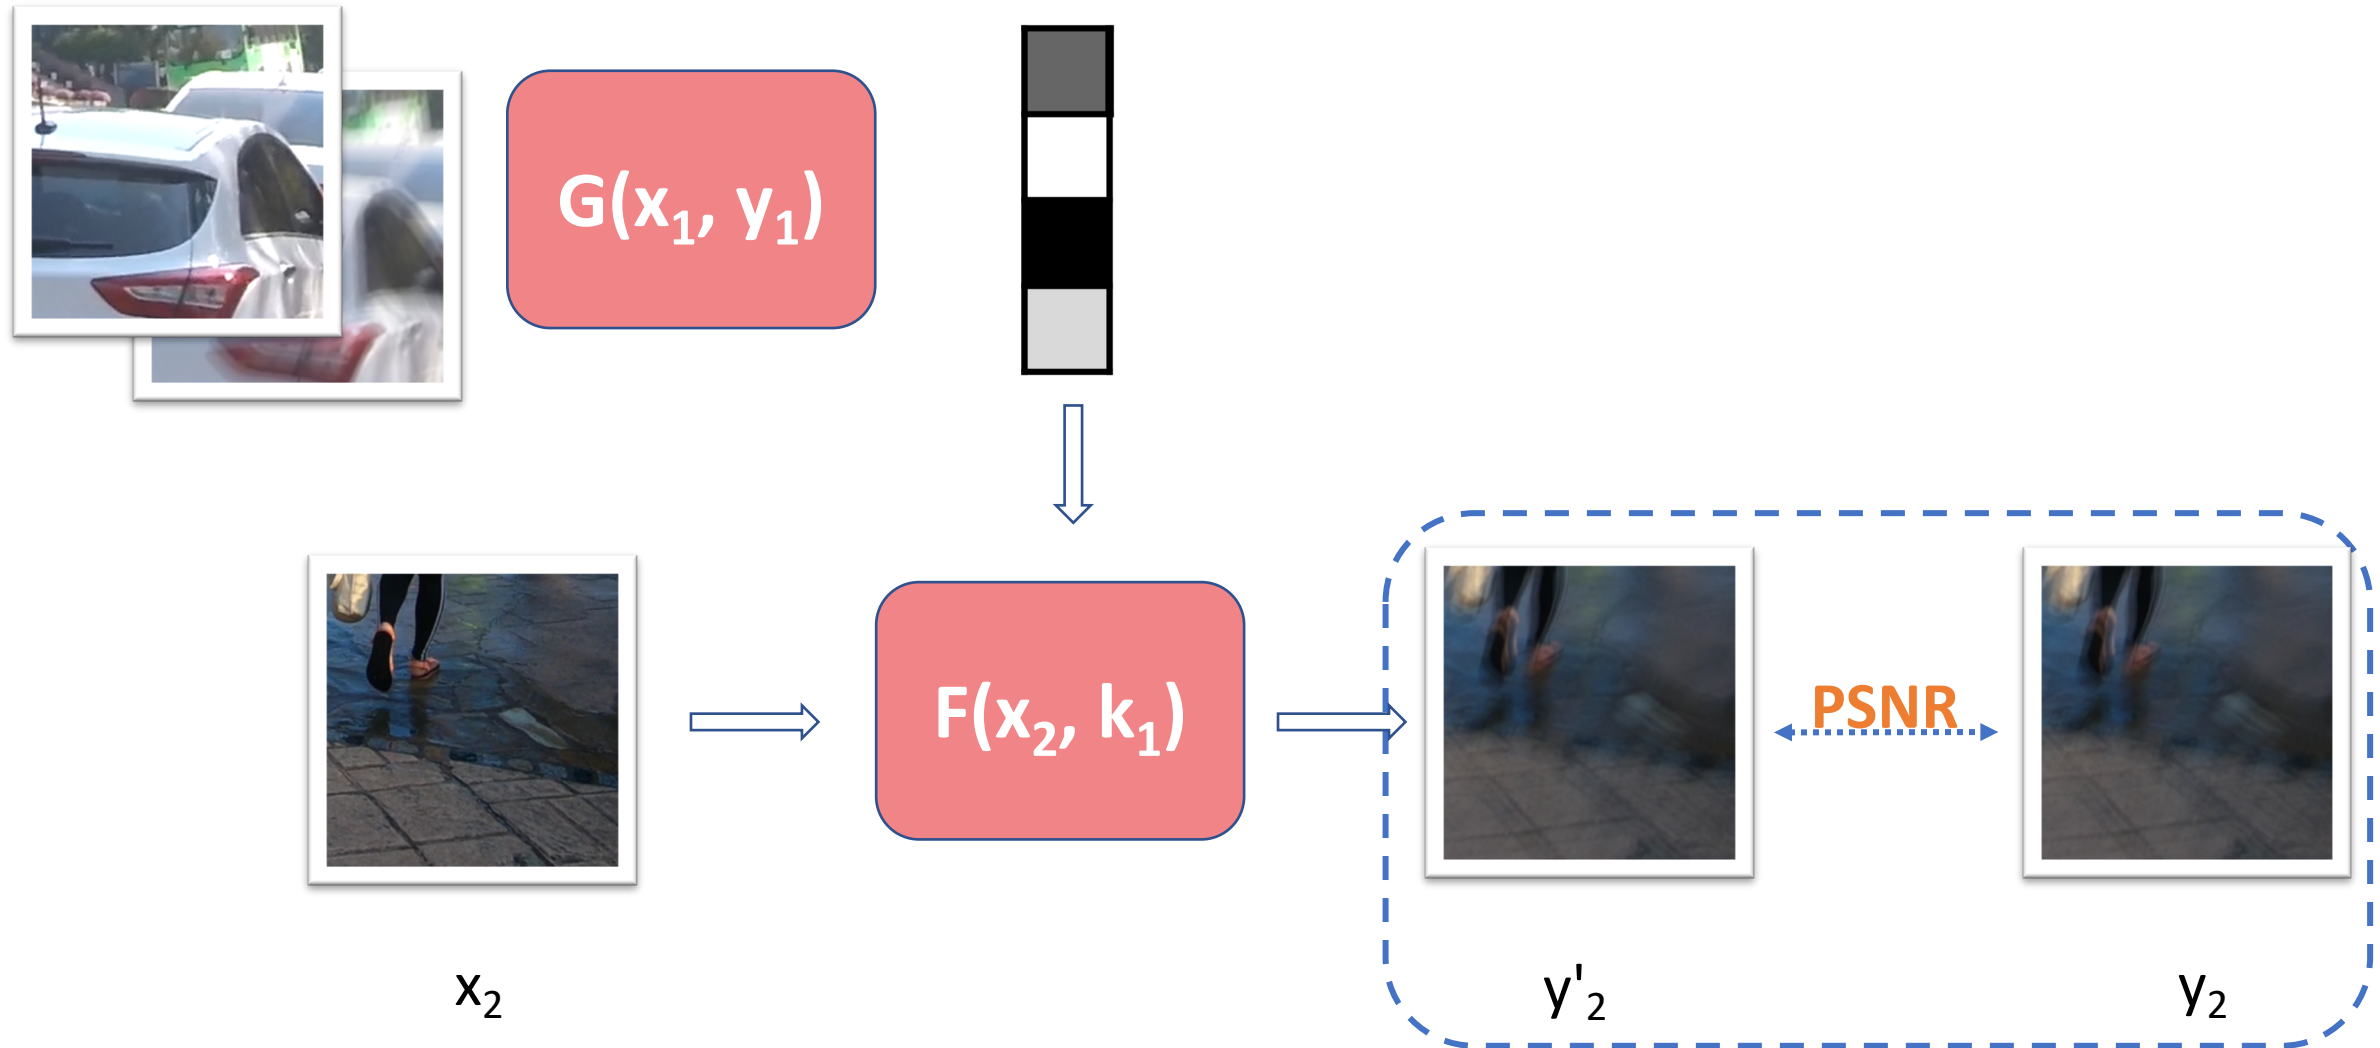 G(x₁, y₁)
F(x₂, k₁)
PSNR
x₂
y'₂
y₂